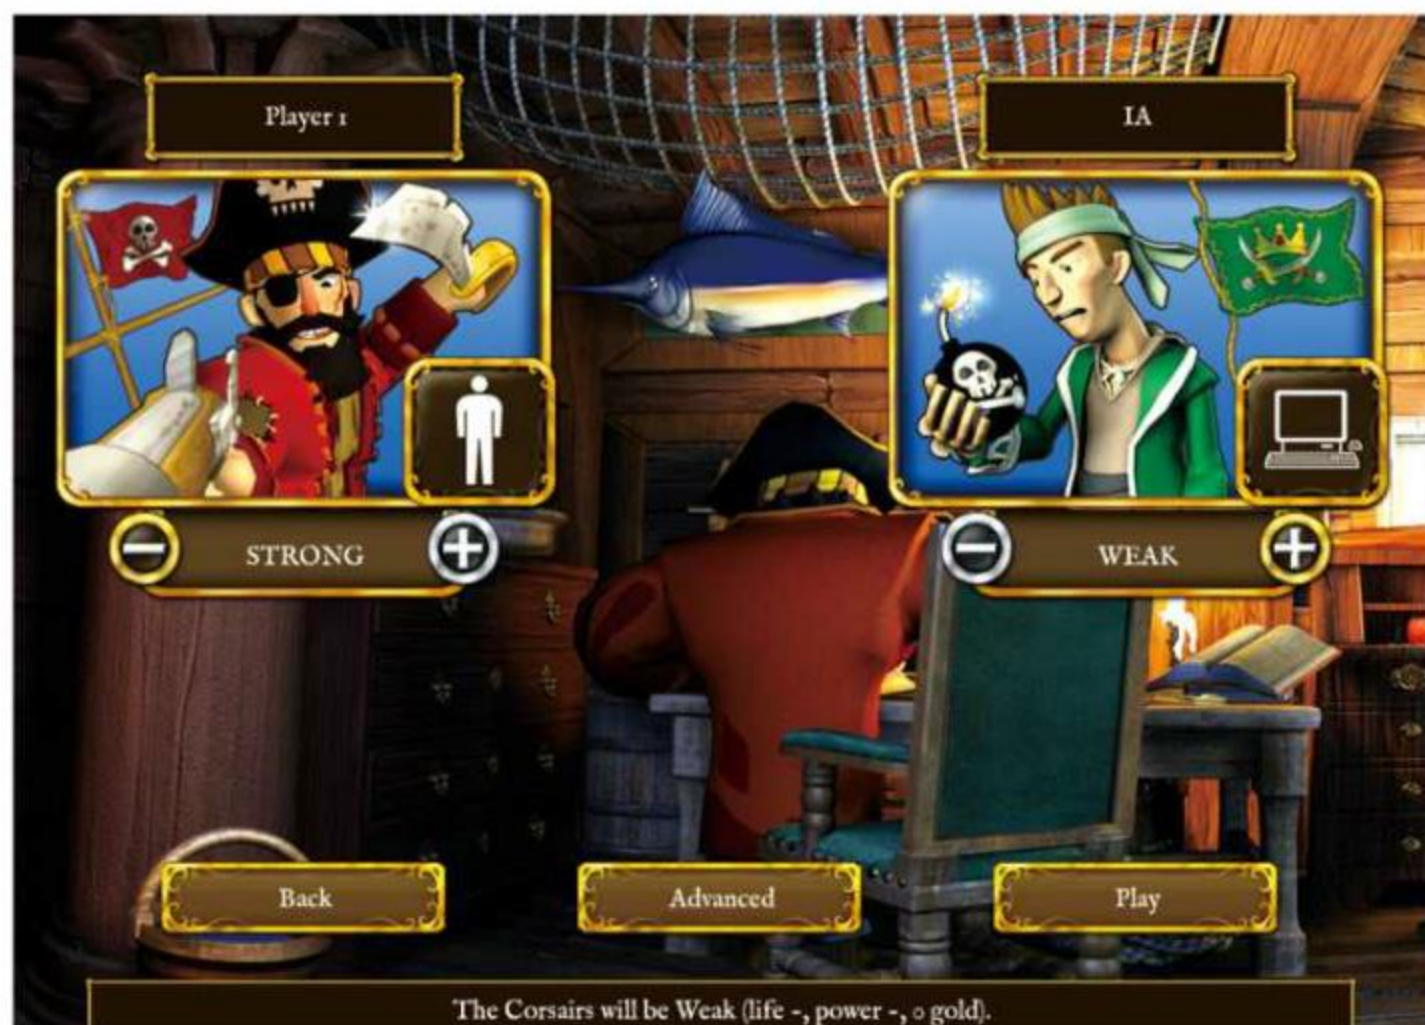 Player 1
IA
STRONG
WEAK
Back
Advanced
Play
The Corsairs will be Weak (life -, power -, 0 gold).